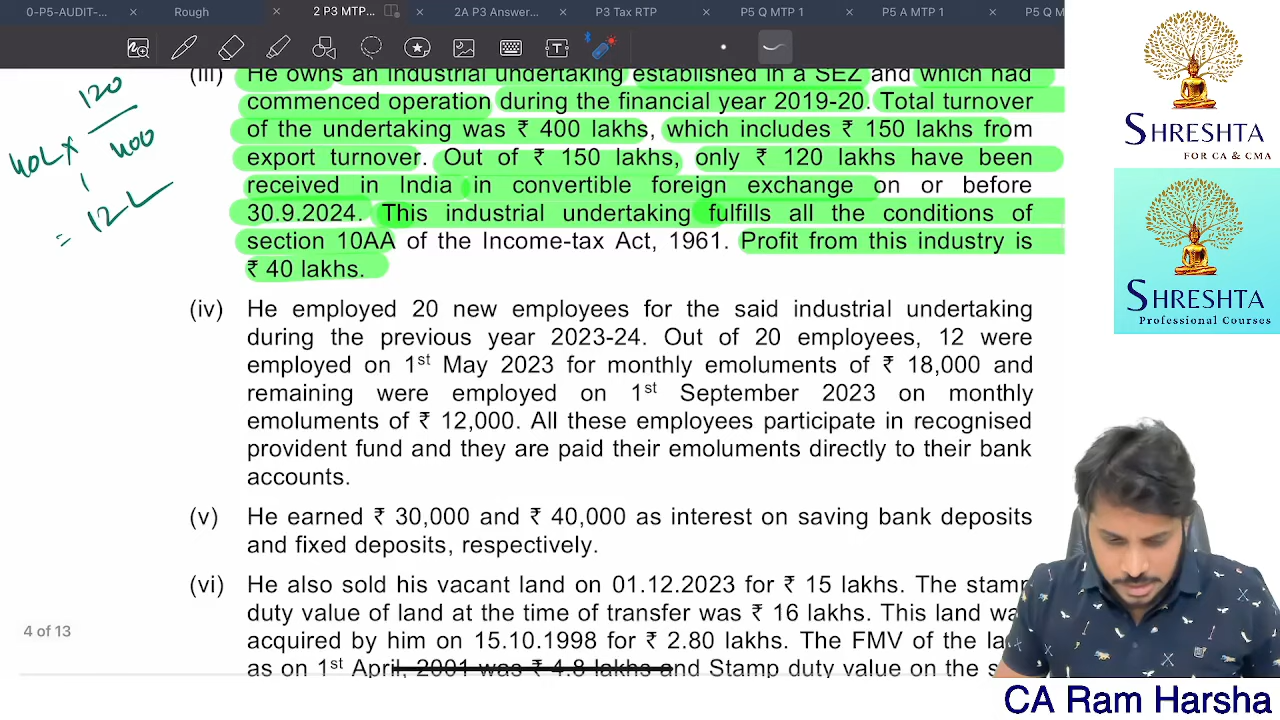 0-P5-AUDIT-...
Rough
2 P3 MTP...
2A P3 Answer...
P3 Tax RTP
P5 Q MTP 1
P5 A MTP 1
P5 Q M
(iii) He owns an industrial undertaking established in a SEZ and which had
commenced operation during the financial year 2019-20. Total turnover
of the undertaking was ₹ 400 lakhs, which includes ₹ 150 lakhs from
export turnover. Out of ₹ 150 lakhs, only ₹ 120 lakhs have been
received in India in convertible foreign exchange on or before
30.9.2024. This industrial undertaking fulfills all the conditions of
section 10AA of the Income-tax Act, 1961. Profit from this industry is
₹ 40 lakhs.
40L × 120
400
= 12 L
(iv) He employed 20 new employees for the said industrial undertaking
during the previous year 2023-24. Out of 20 employees, 12 were
employed on 1st May 2023 for monthly emoluments of ₹ 18,000 and
remaining were employed on 1st September 2023 on monthly
emoluments of ₹ 12,000. All these employees participate in recognised
provident fund and they are paid their emoluments directly to their bank
accounts.
(v) He earned ₹ 30,000 and ₹ 40,000 as interest on saving bank deposits
and fixed deposits, respectively.
(vi) He also sold his vacant land on 01.12.2023 for ₹ 15 lakhs. The stamp
duty value of land at the time of transfer was ₹ 16 lakhs. This land wa
acquired by him on 15.10.1998 for ₹ 2.80 lakhs. The FMV of the la
as on 1st April, 2001 was ₹ 4.8 lakhs and Stamp duty value on the s
4 of 13
SHRESHTA
FOR CA & CMA
SHRESHTA
Professional Courses
CA Ram Harsha